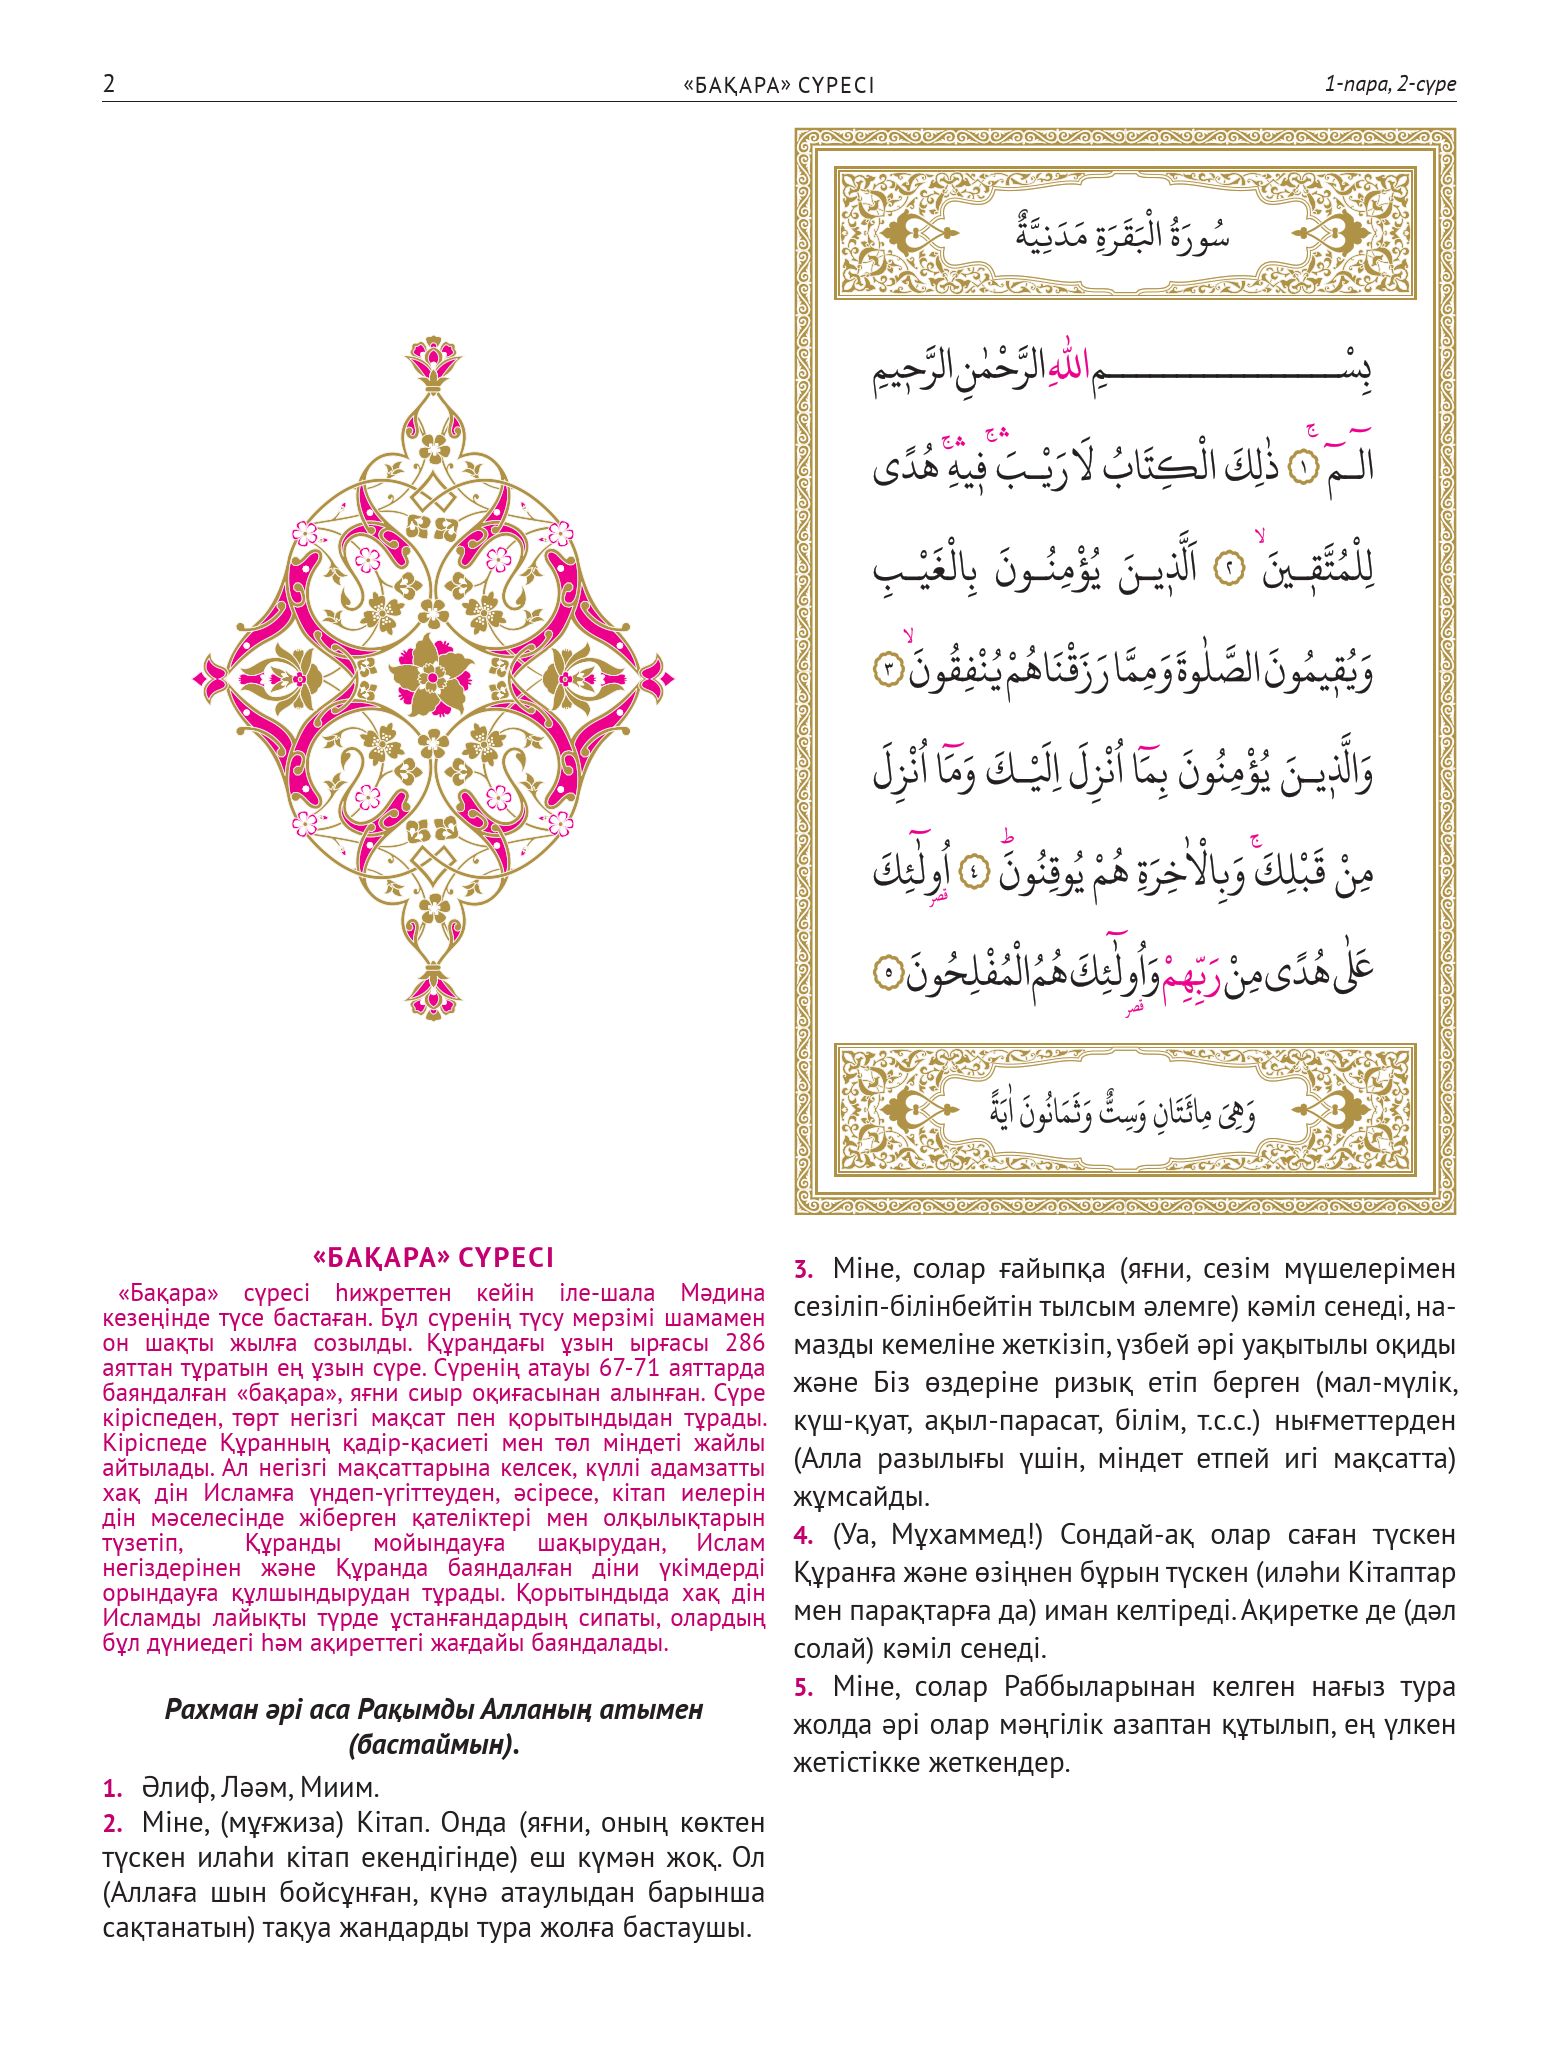 2
«БАҚАРА» СҮРЕСІ
1-пара, 2-сүре
سُورَةُ الْبَقَرَةِ مَدَنِيَّةٌ
بِسْــــــمِ اللّٰهِ الرَّحْمٰنِ الرَّح۪يمِ
الٓمٓ ۚ ﴿١﴾ ذٰلِكَ الْكِتَابُ لَا رَيْبَ ۛۚ ف۪يهِ ۛۚ هُدًى
لِلْمُتَّق۪ينَ ۙ ﴿٢﴾ اَلَّذ۪ينَ يُؤْمِنُونَ بِالْغَيْبِ
وَيُق۪يمُونَ الصَّلٰوةَ وَمِمَّا رَزَقْنَاهُمْ يُنْفِقُونَ ۙ ﴿٣﴾
وَالَّذ۪ينَ يُؤْمِنُونَ بِمَٓا اُنْزِلَ اِلَيْكَ وَمَٓا اُنْزِلَ
مِنْ قَبْلِكَ ۚ وَبِالْاٰخِرَةِ هُمْ يُوقِنُونَ ۜ ﴿٤﴾ اُو۬لٰٓئِكَ
قصر
عَلٰى هُدًى مِنْ رَبِّهِمْ وَاُو۬لٰٓئِكَ هُمُ الْمُفْلِحُونَ ﴿٥﴾
قصر
وَهِيَ مِائَتَانِ وَسِتٌّ وَثَمَانُونَ اٰيَةً
«БАҚАРА» СҮРЕСІ
«Бақара» сүресі һижреттен кейін іле-шала Мәдина
кезеңінде түсе бастаған. Бұл сүренің түсу мерзімі шамамен
он шақты жылға созылды. Құрандағы ұзын ырғасы 286
аяттан тұратын ең ұзын сүре. Сүренің атауы 67-71 аяттарда
баяндалған «бақара», яғни сиыр оқиғасынан алынған. Сүре
кіріспеден, төрт негізгі мақсат пен қорытындыдан тұрады.
Кіріспеде Құранның қадір-қасиеті мен төл міндеті жайлы
айтылады. Ал негізгі мақсаттарына келсек, күллі адамзатты
хақ дін Исламға үндеп-үгіттеуден, әсіресе, кітап иелерін
дін мәселесінде жіберген қателіктері мен олқылықтарын
түзетіп, Құранды мойындауға шақырудан, Ислам
негіздерінен және Құранда баяндалған діни үкімдерді
орындауға құлшындырудан тұрады. Қорытындыда хақ дін
Исламды лайықты түрде ұстанғандардың сипаты, олардың
бұл дүниедегі һәм ақиреттегі жағдайы баяндалады.
Рахман әрі аса Рақымды Алланың атымен
(бастаймын).
1. Әлиф, Ләәм, Миим.
2. Міне, (мұғжиза) Кітап. Онда (яғни, оның көктен
түскен илаһи кітап екендігінде) еш күмән жоқ. Ол
(Аллаға шын бойсұнған, күнә атаулыдан барынша
сақтанатын) тақуа жандарды тура жолға бастаушы.
3. Міне, солар ғайыпқа (яғни, сезім мүшелерімен
сезіліп-білінбейтін тылсым әлемге) кәміл сенеді, на-
мазды кемеліне жеткізіп, үзбей әрі уақытылы оқиды
және Біз өздеріне ризық етіп берген (мал-мүлік,
күш-қуат, ақыл-парасат, білім, т.с.с.) нығметтерден
(Алла разылығы үшін, міндет етпей игі мақсатта)
жұмсайды.
4. (Уа, Мұхаммед!) Сондай-ақ олар саған түскен
Құранға және өзіңнен бұрын түскен (иләһи Кітаптар
мен парақтарға да) иман келтіреді. Ақиретке де (дәл
солай) кәміл сенеді.
5. Міне, солар Раббыларынан келген нағыз тура
жолда әрі олар мәңгілік азаптан құтылып, ең үлкен
жетістікке жеткендер.